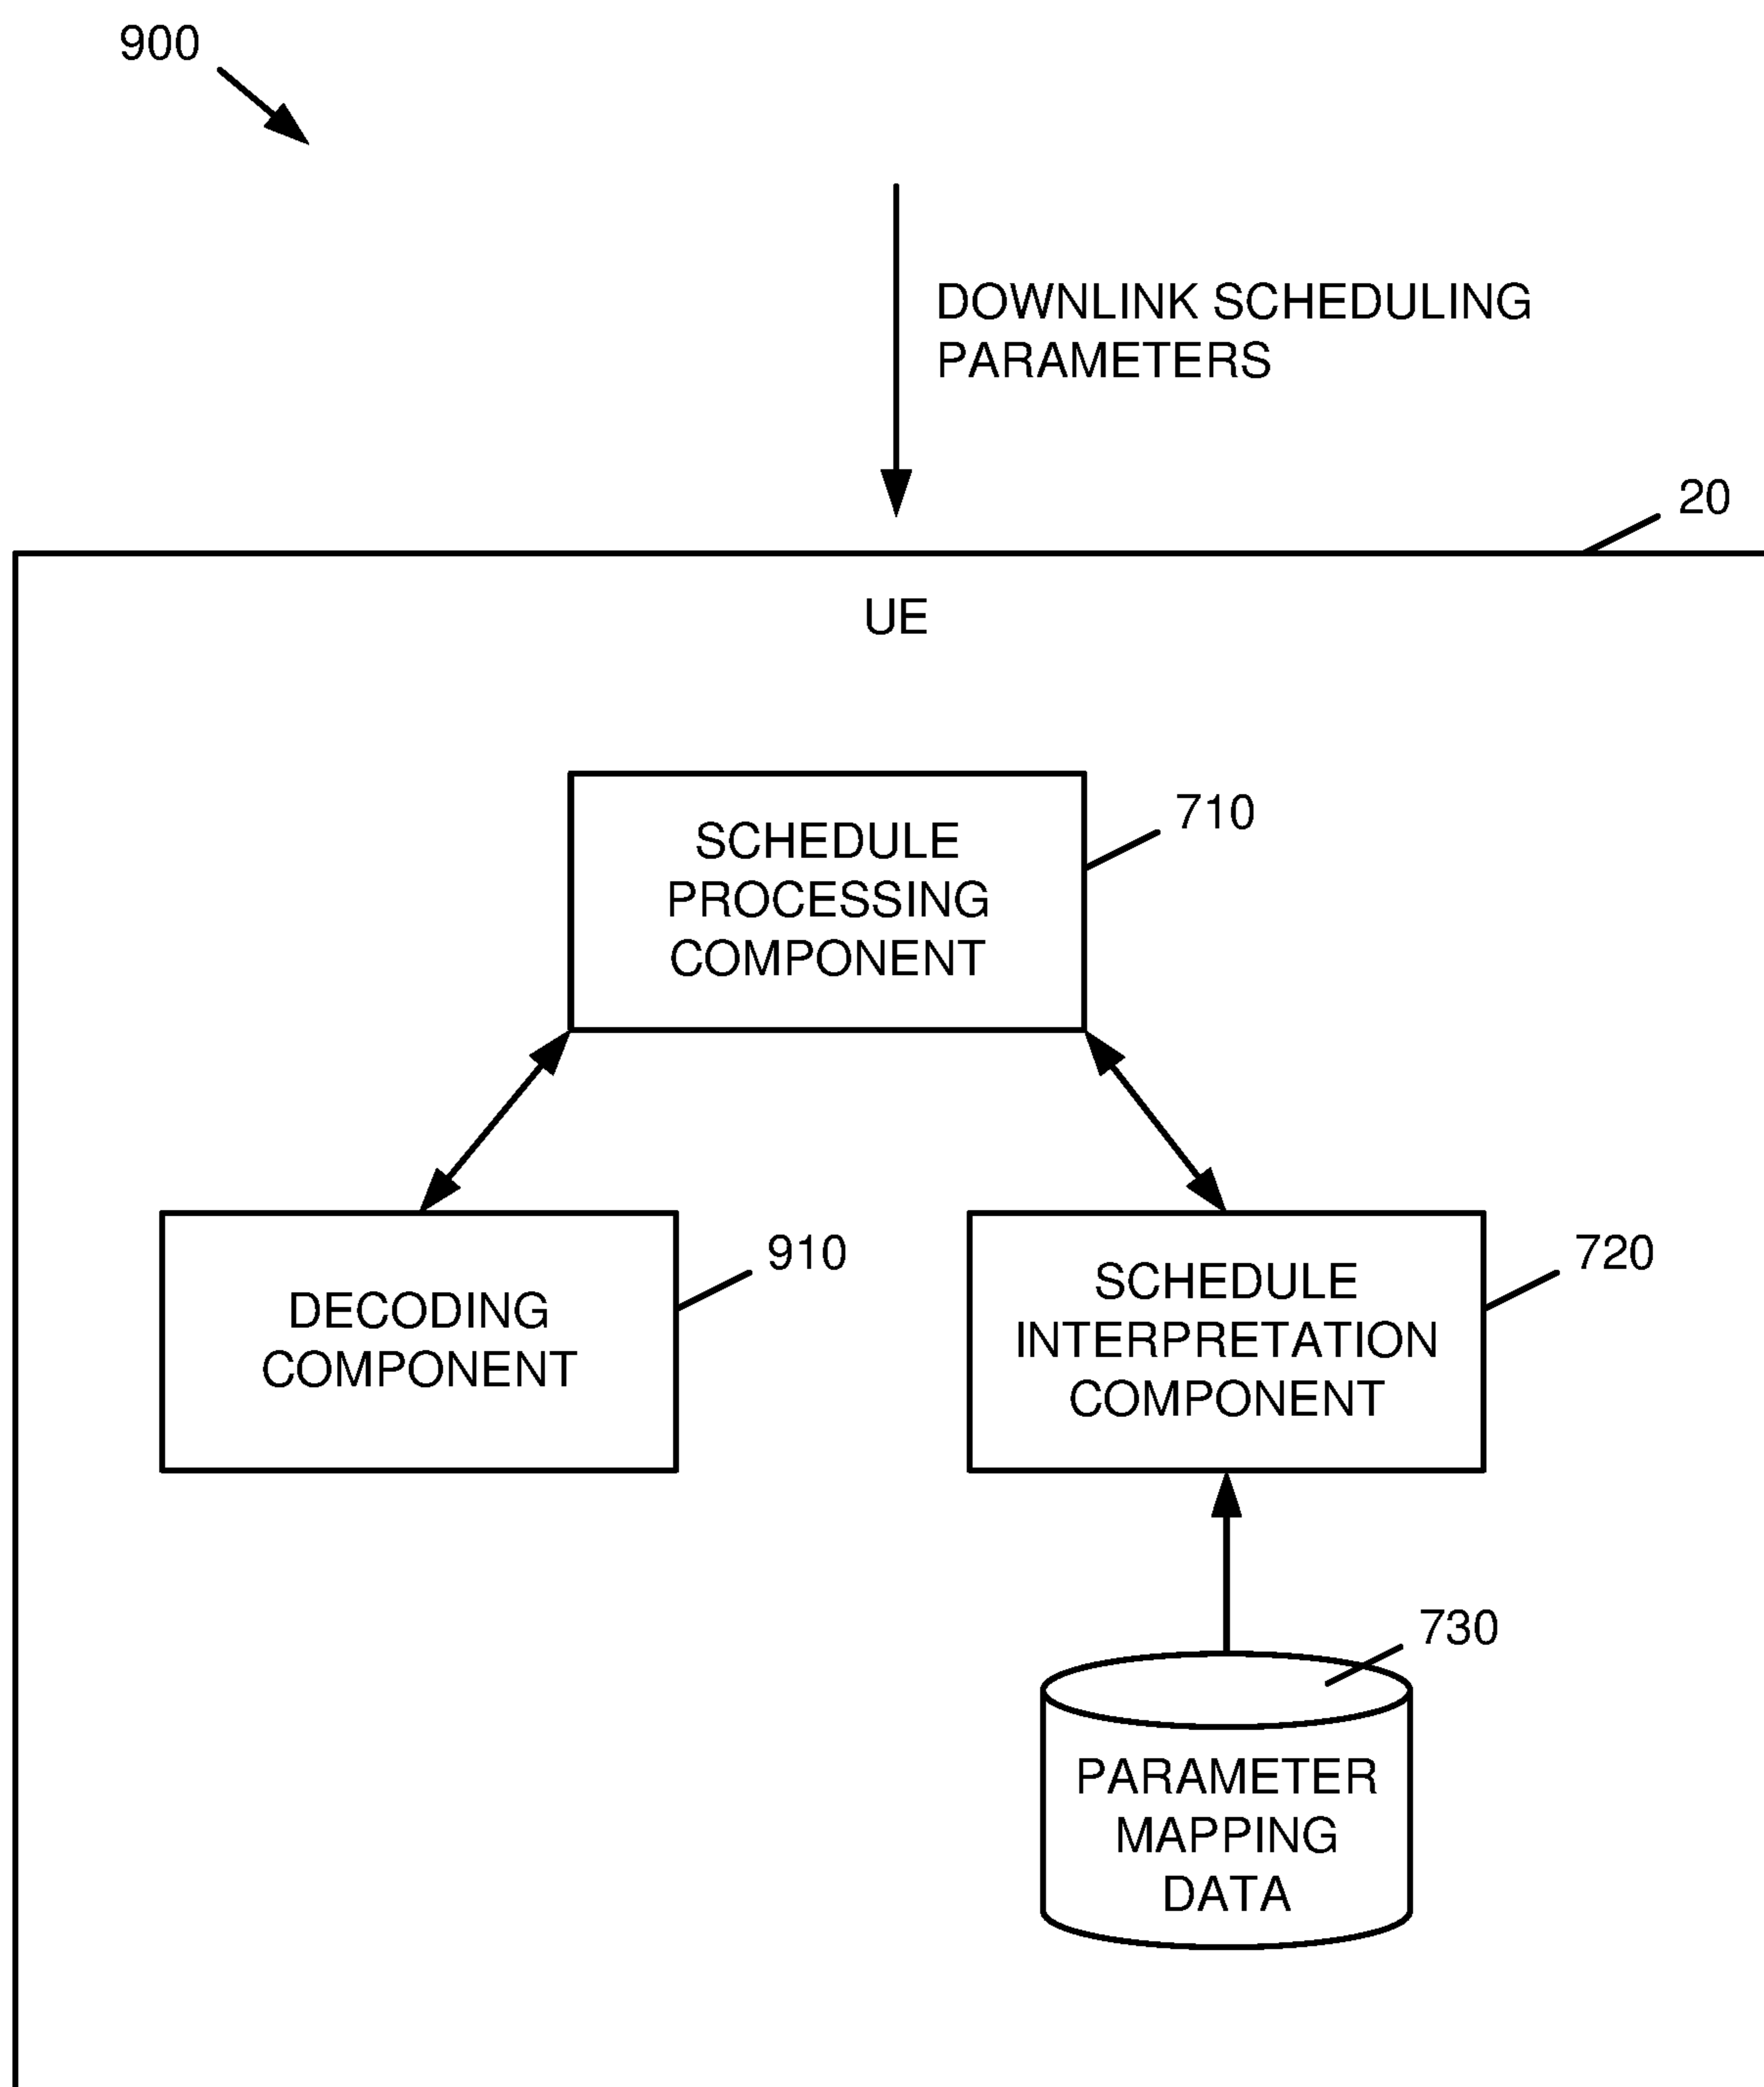 900
DOWNLINK SCHEDULING
PARAMETERS
20
UE
710
SCHEDULE
PROCESSING
COMPONENT
910
DECODING
COMPONENT
720
SCHEDULE
INTERPRETATION
COMPONENT
730
PARAMETER
MAPPING
DATA